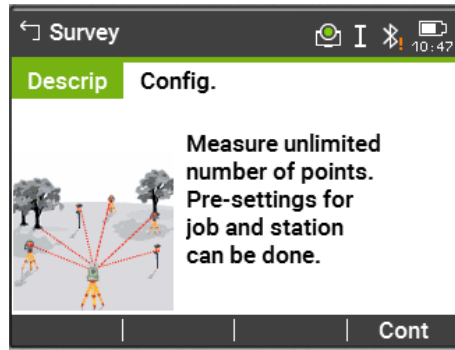 Survey
I
10:47
Descrip
Config.
Measure unlimited
number of points.
Pre-settings for
job and station
can be done.
Cont